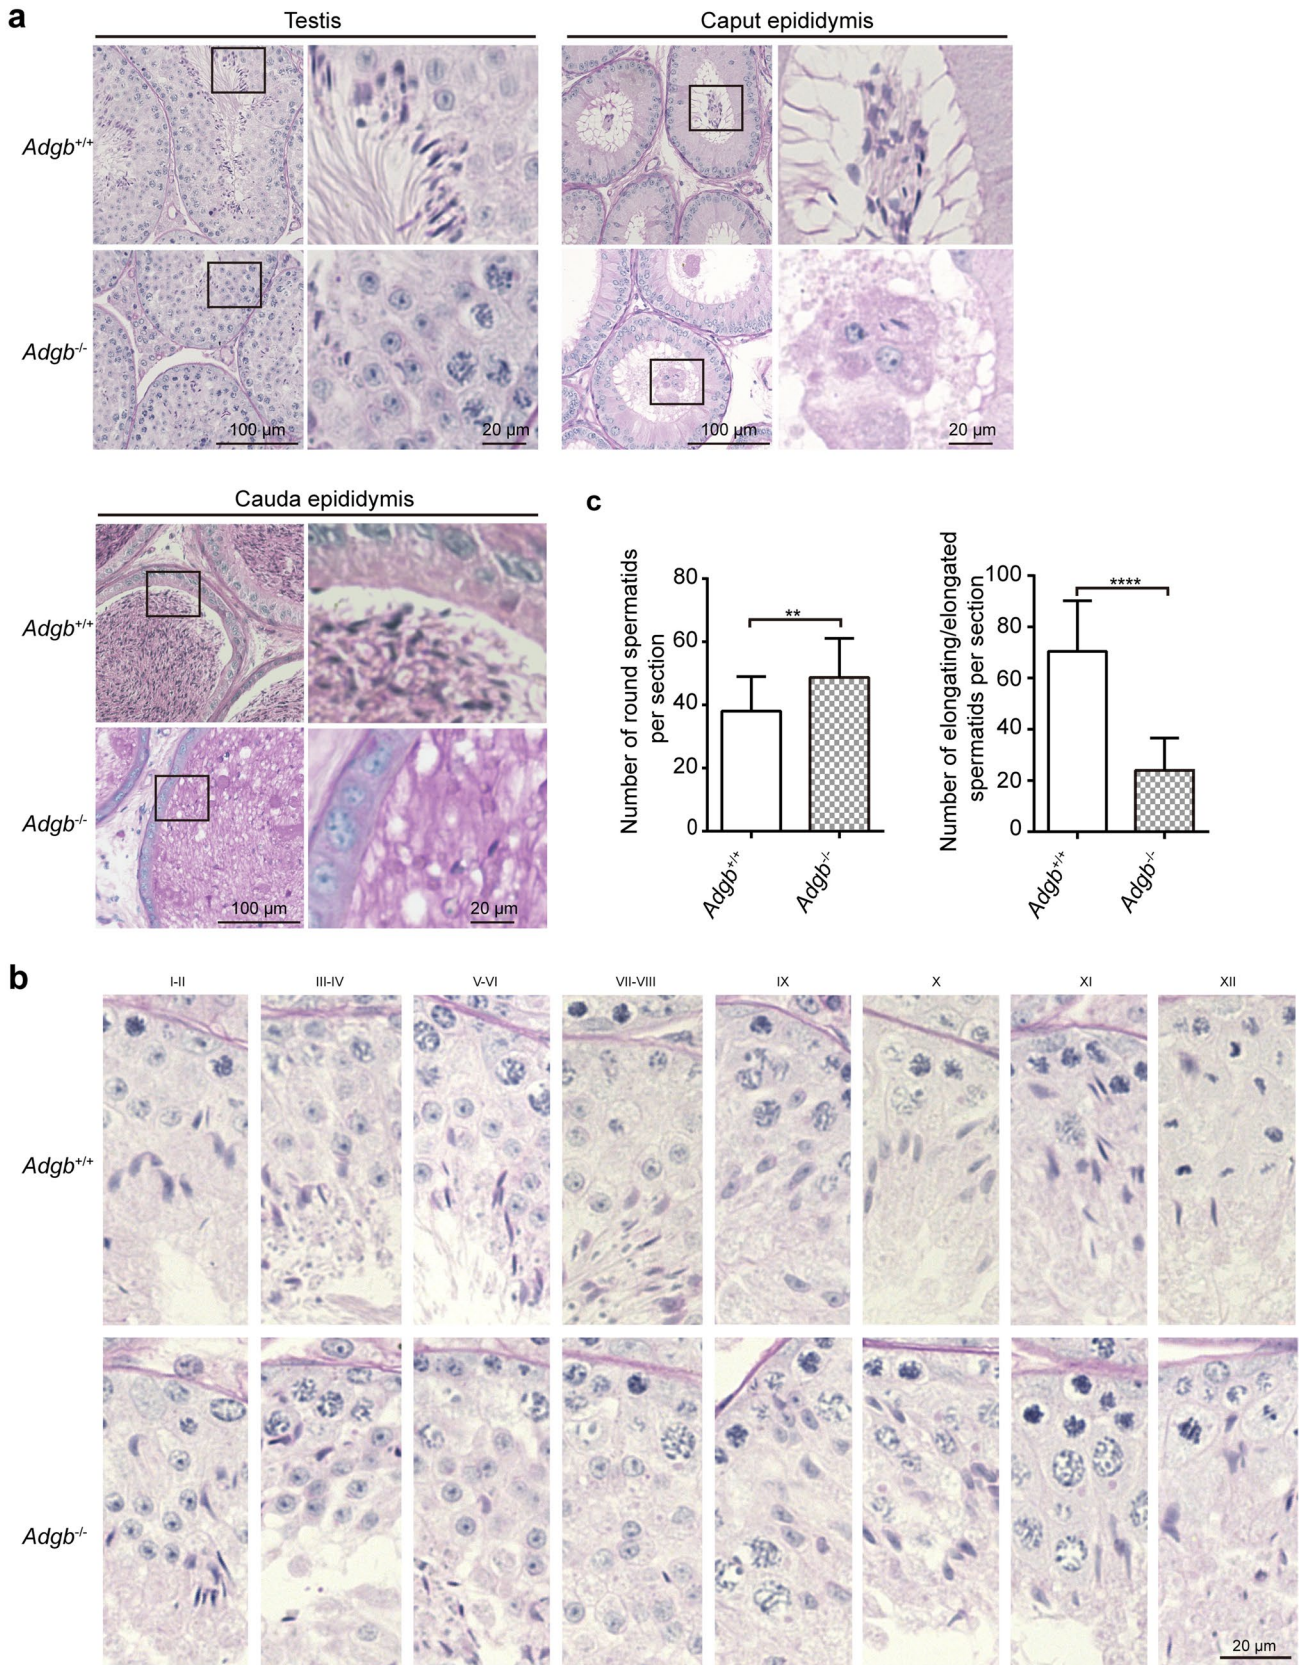 a
Testis
Caput epididymis
Adgb+/+
Adgb-/-
100 µm
20 µm
100 µm
20 µm
Cauda epididymis
Adgb+/+
Adgb-/-
100 µm
20 µm
c
Number of round spermatids
per section
80
60
40
20
0
**
Adgb+/+
Adgb-/-
Number of elongating/elongated
spermatids per section
100
80
60
40
20
0
****
Adgb+/+
Adgb-/-
b
I-II III-IV V-VI VII-VIII IX X XI XII
Adgb+/+
Adgb-/-
20 µm